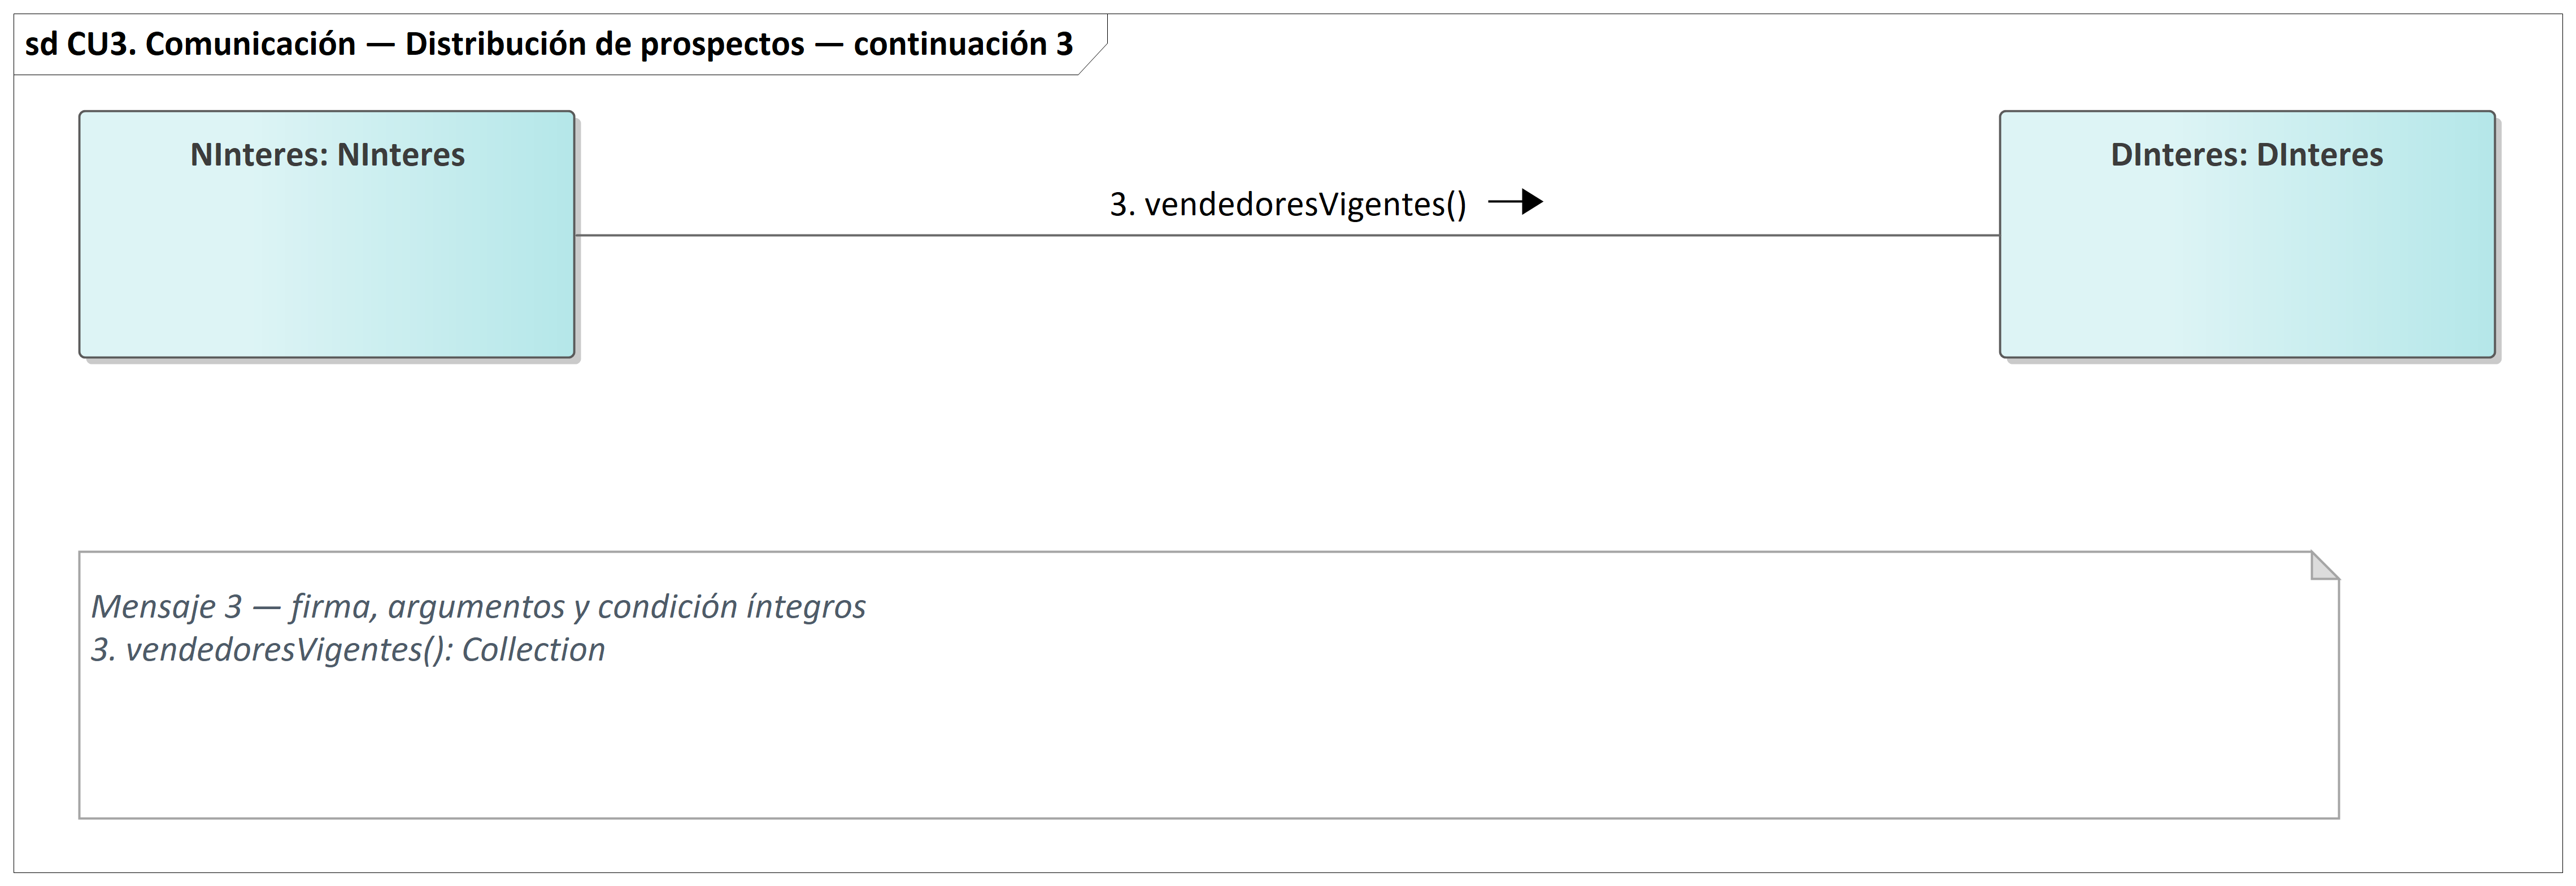 sd CU3. Comunicación — Distribución de prospectos — continuación 3
NInteres: NInteres
DInteres: DInteres
3. vendedoresVigentes()
Mensaje 3 — firma, argumentos y condición íntegros
3. vendedoresVigentes(): Collection